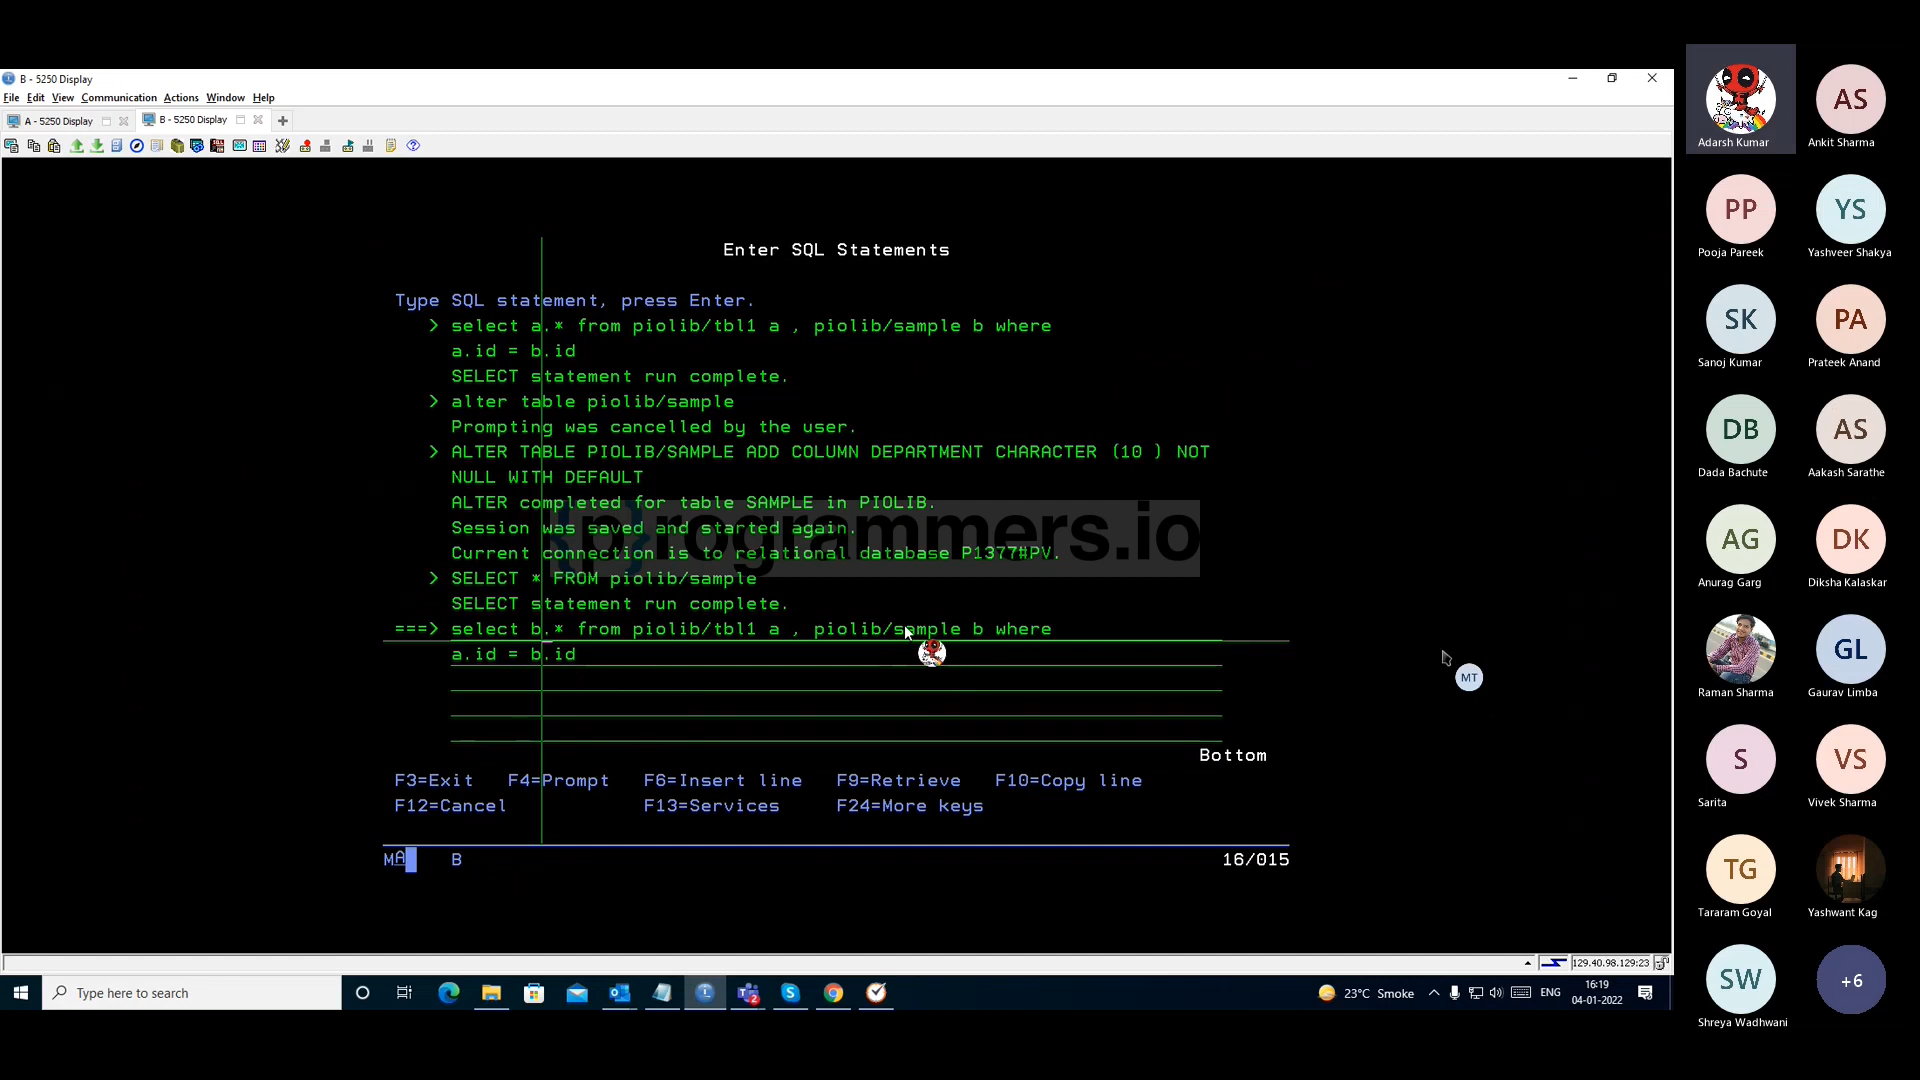 B - 5250 Display
File Edit View Communication Actions Window Help
A - 5250 Display
B - 5250 Display
Enter SQL Statements
Type SQL statement, press Enter.
> select a.* from piolib/tbl1 a , piolib/sample b where
a.id = b.id
SELECT statement run complete.
> alter table piolib/sample
Prompting was cancelled by the user.
> ALTER TABLE PIOLIB/SAMPLE ADD COLUMN DEPARTMENT CHARACTER (10 ) NOT
NULL WITH DEFAULT
ALTER completed for table SAMPLE in PIOLIB.
Session was saved and started again.
{p}rogrammers.io
Current connection is to relational database P1377#PV.
> SELECT * FROM piolib/sample
SELECT statement run complete.
===> select b.* from piolib/tbl1 a , piolib/sample b where
a.id = b.id
MT
Bottom
F3=Exit F4=Prompt F6=Insert line F9=Retrieve F10=Copy line
F12=Cancel F13=Services F24=More keys
MA B 16/015
129.40.98.129:23
Type here to search
23°C Smoke
ENG
16:19
04-01-2022
Adarsh Kumar
AS
Ankit Sharma
PP
Pooja Pareek
YS
Yashveer Shakya
SK
Sanoj Kumar
PA
Prateek Anand
DB
Dada Bachute
AS
Aakash Sarathe
AG
Anurag Garg
DK
Diksha Kalaskar
Raman Sharma
GL
Gaurav Limba
S
Sarita
VS
Vivek Sharma
TG
Tararam Goyal
Yashwant Kag
SW
Shreya Wadhwani
+6